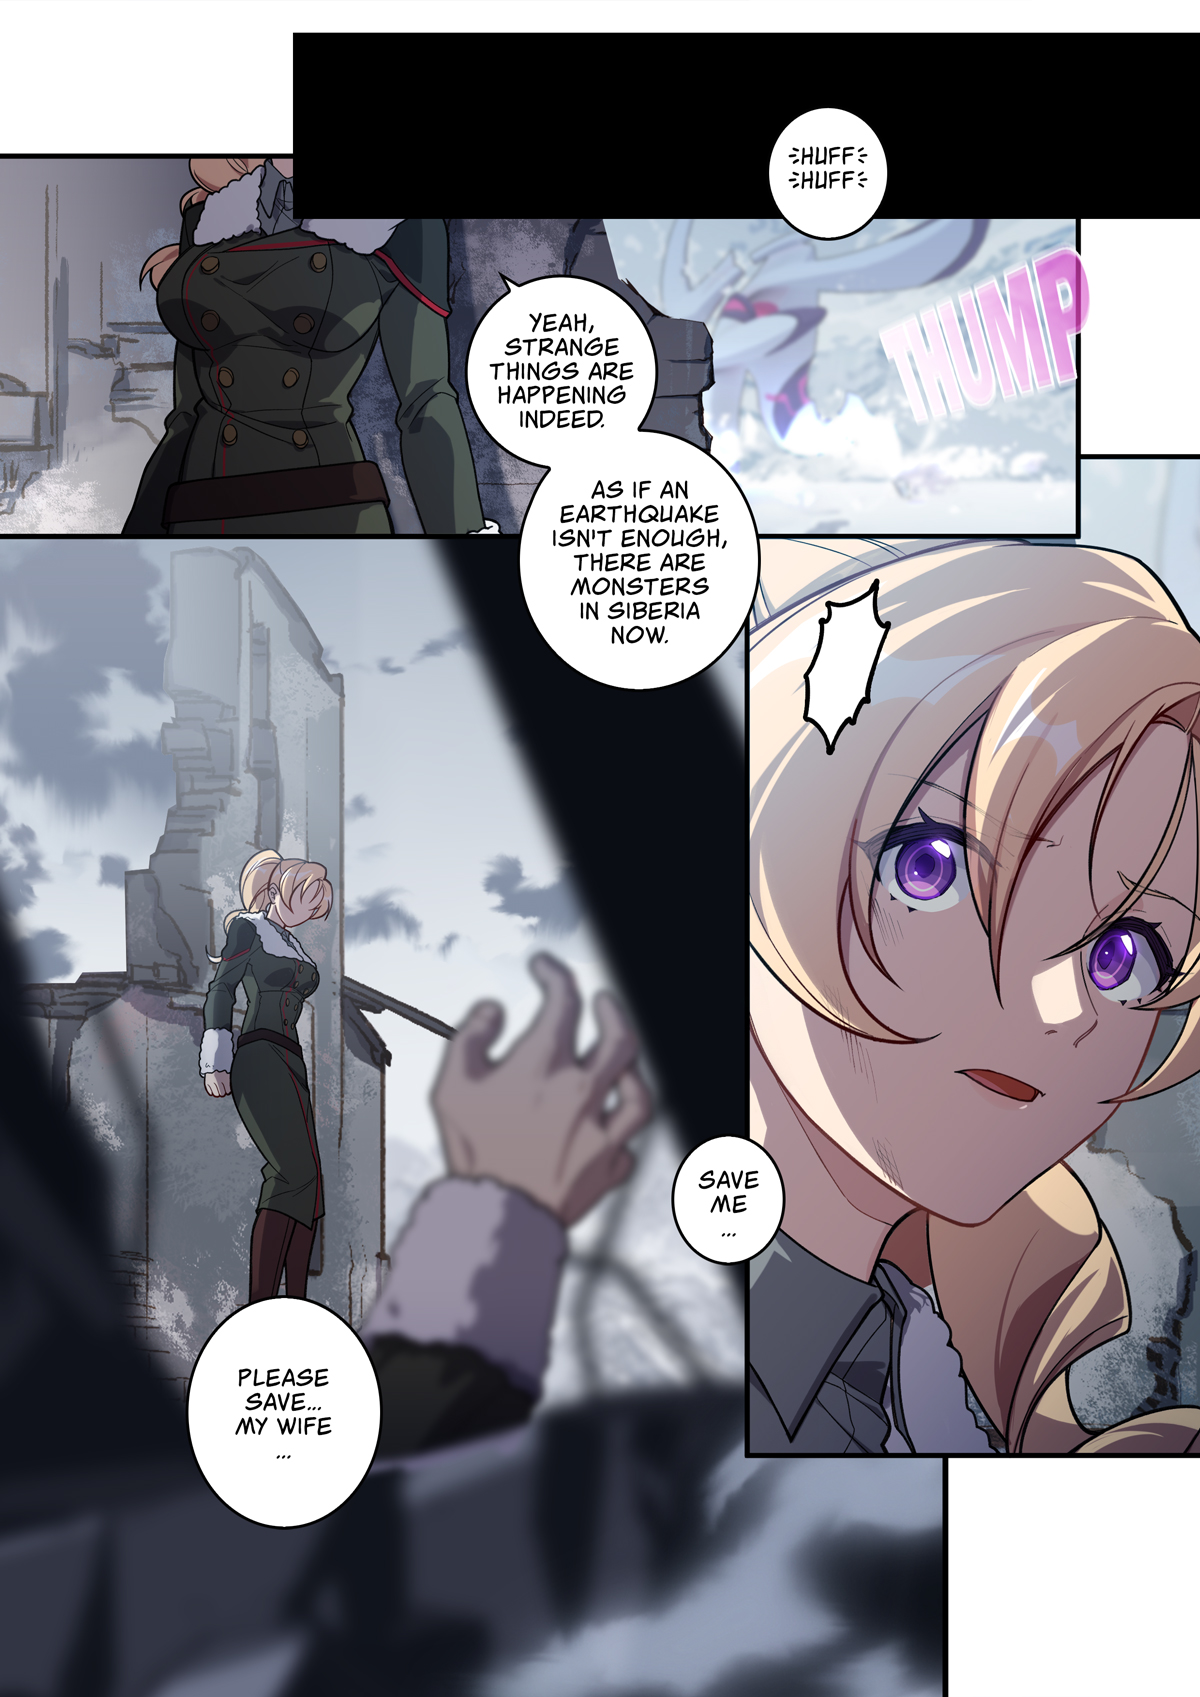 HUFF
HUFF
THUMP
YEAH,
STRANGE
THINGS ARE
HAPPENING
INDEED.
AS IF AN
EARTHQUAKE
ISN'T ENOUGH,
THERE ARE
MONSTERS
IN SIBERIA
NOW.
SAVE
ME
...
PLEASE
SAVE...
MY WIFE
...